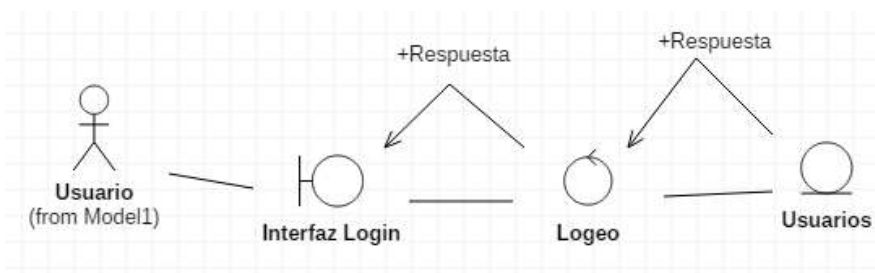 +Respuesta
+Respuesta
Usuario
(from Model1)
Interfaz Login
Logeo
Usuarios